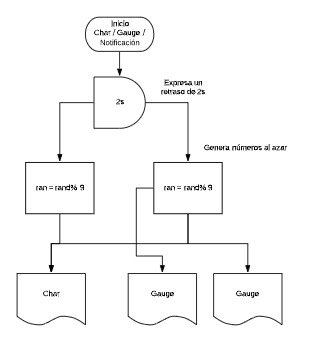 Inicio
Char / Gauge /
Notificación
2s
Expresa un
retraso de 2s
Genera números al azar
ran = rand% 9
ran = rand% 9
Char
Gauge
Gauge